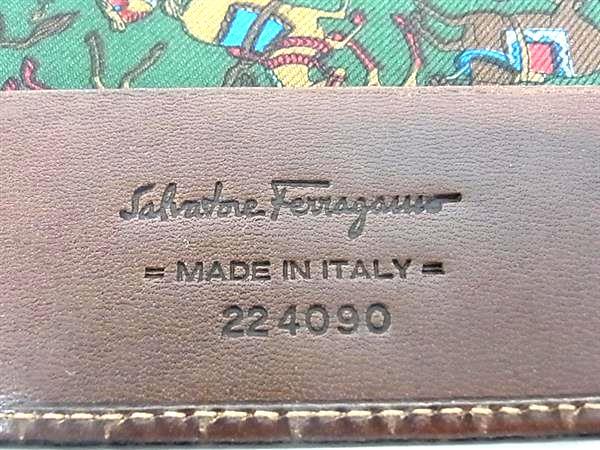 Salvatore Ferragamo
= MADE IN ITALY =
224090